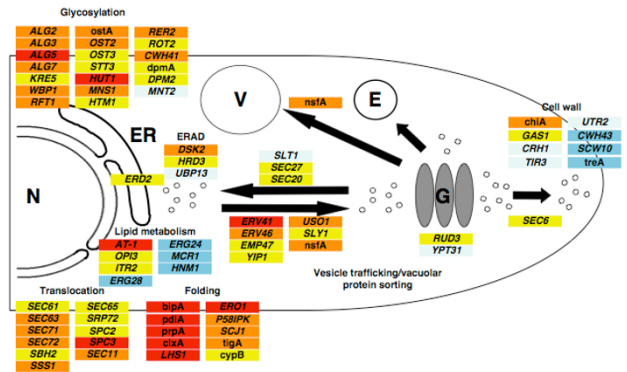 Glycosylation
ALG2 ostA RER2
ALG3 OST2 ROT2
ALG5 OST3 CWH41
ALG7 STT3 dpmA
KRE5 HUT1 DPM2
WBP1 MNS1 MNT2
RFT1 HTM1
V
nsfA
E
Cell wall
chiA UTR2
GAS1 CWH43
CRH1 SCW10
TIR3 treA
ER
ERAD
DSK2
HRD3
UBP13
ERD2
SLT1
SEC27
SEC20
N
G
SEC6
Lipid metabolism
AT-1 ERG24
OPI3 MCR1
ITR2 HNM1
ERG28
ERV41 USO1
ERV46 SLY1
EMP47 nsfA
YIP1
RUD3
YPT31
Vesicle trafficking/vacuolar
protein sorting
Translocation
SEC61 SEC65
SEC63 SRP72
SEC71 SPC2
SEC72 SPC3
SBH2 SEC11
SSS1
Folding
bipA ERO1
pdiA P58IPK
prpA SCJ1
clxA tigA
LHS1 cypB